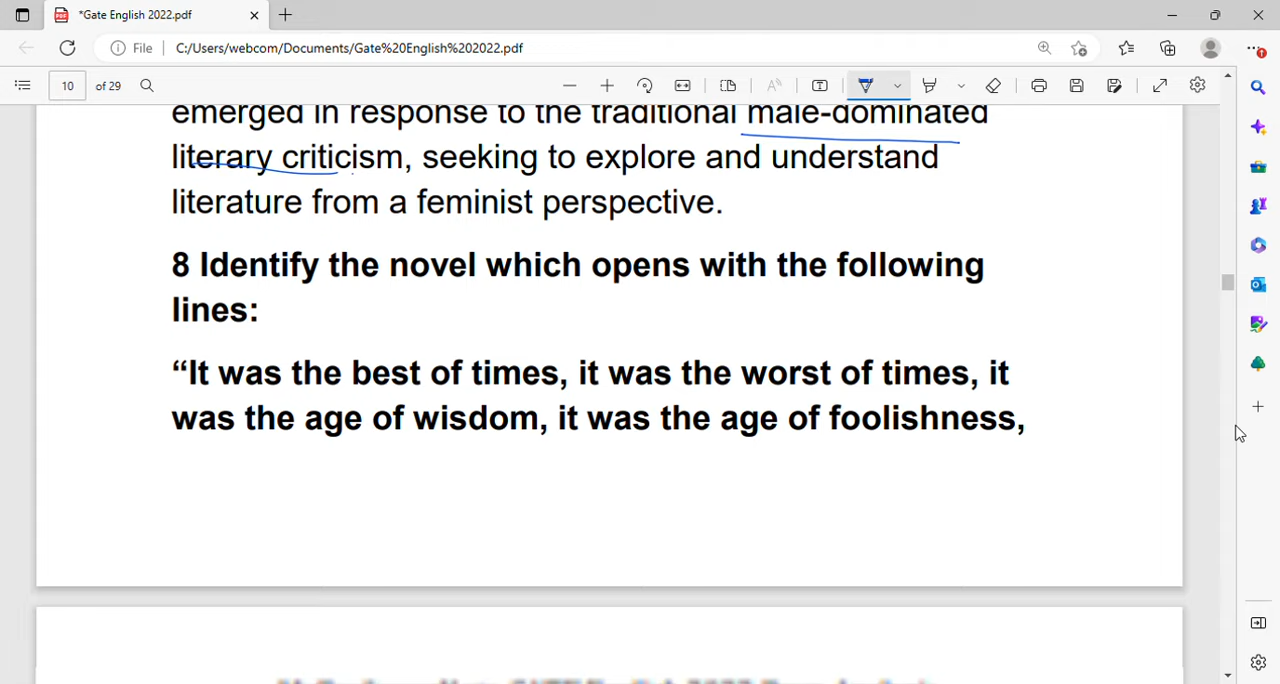 *Gate English 2022.pdf
File
C:/Users/webcom/Documents/Gate%20English%202022.pdf
10 of 29
emerged in response to the traditional male-dominated
literary criticism, seeking to explore and understand
literature from a feminist perspective.
8 Identify the novel which opens with the following
lines:
“It was the best of times, it was the worst of times, it
was the age of wisdom, it was the age of foolishness,